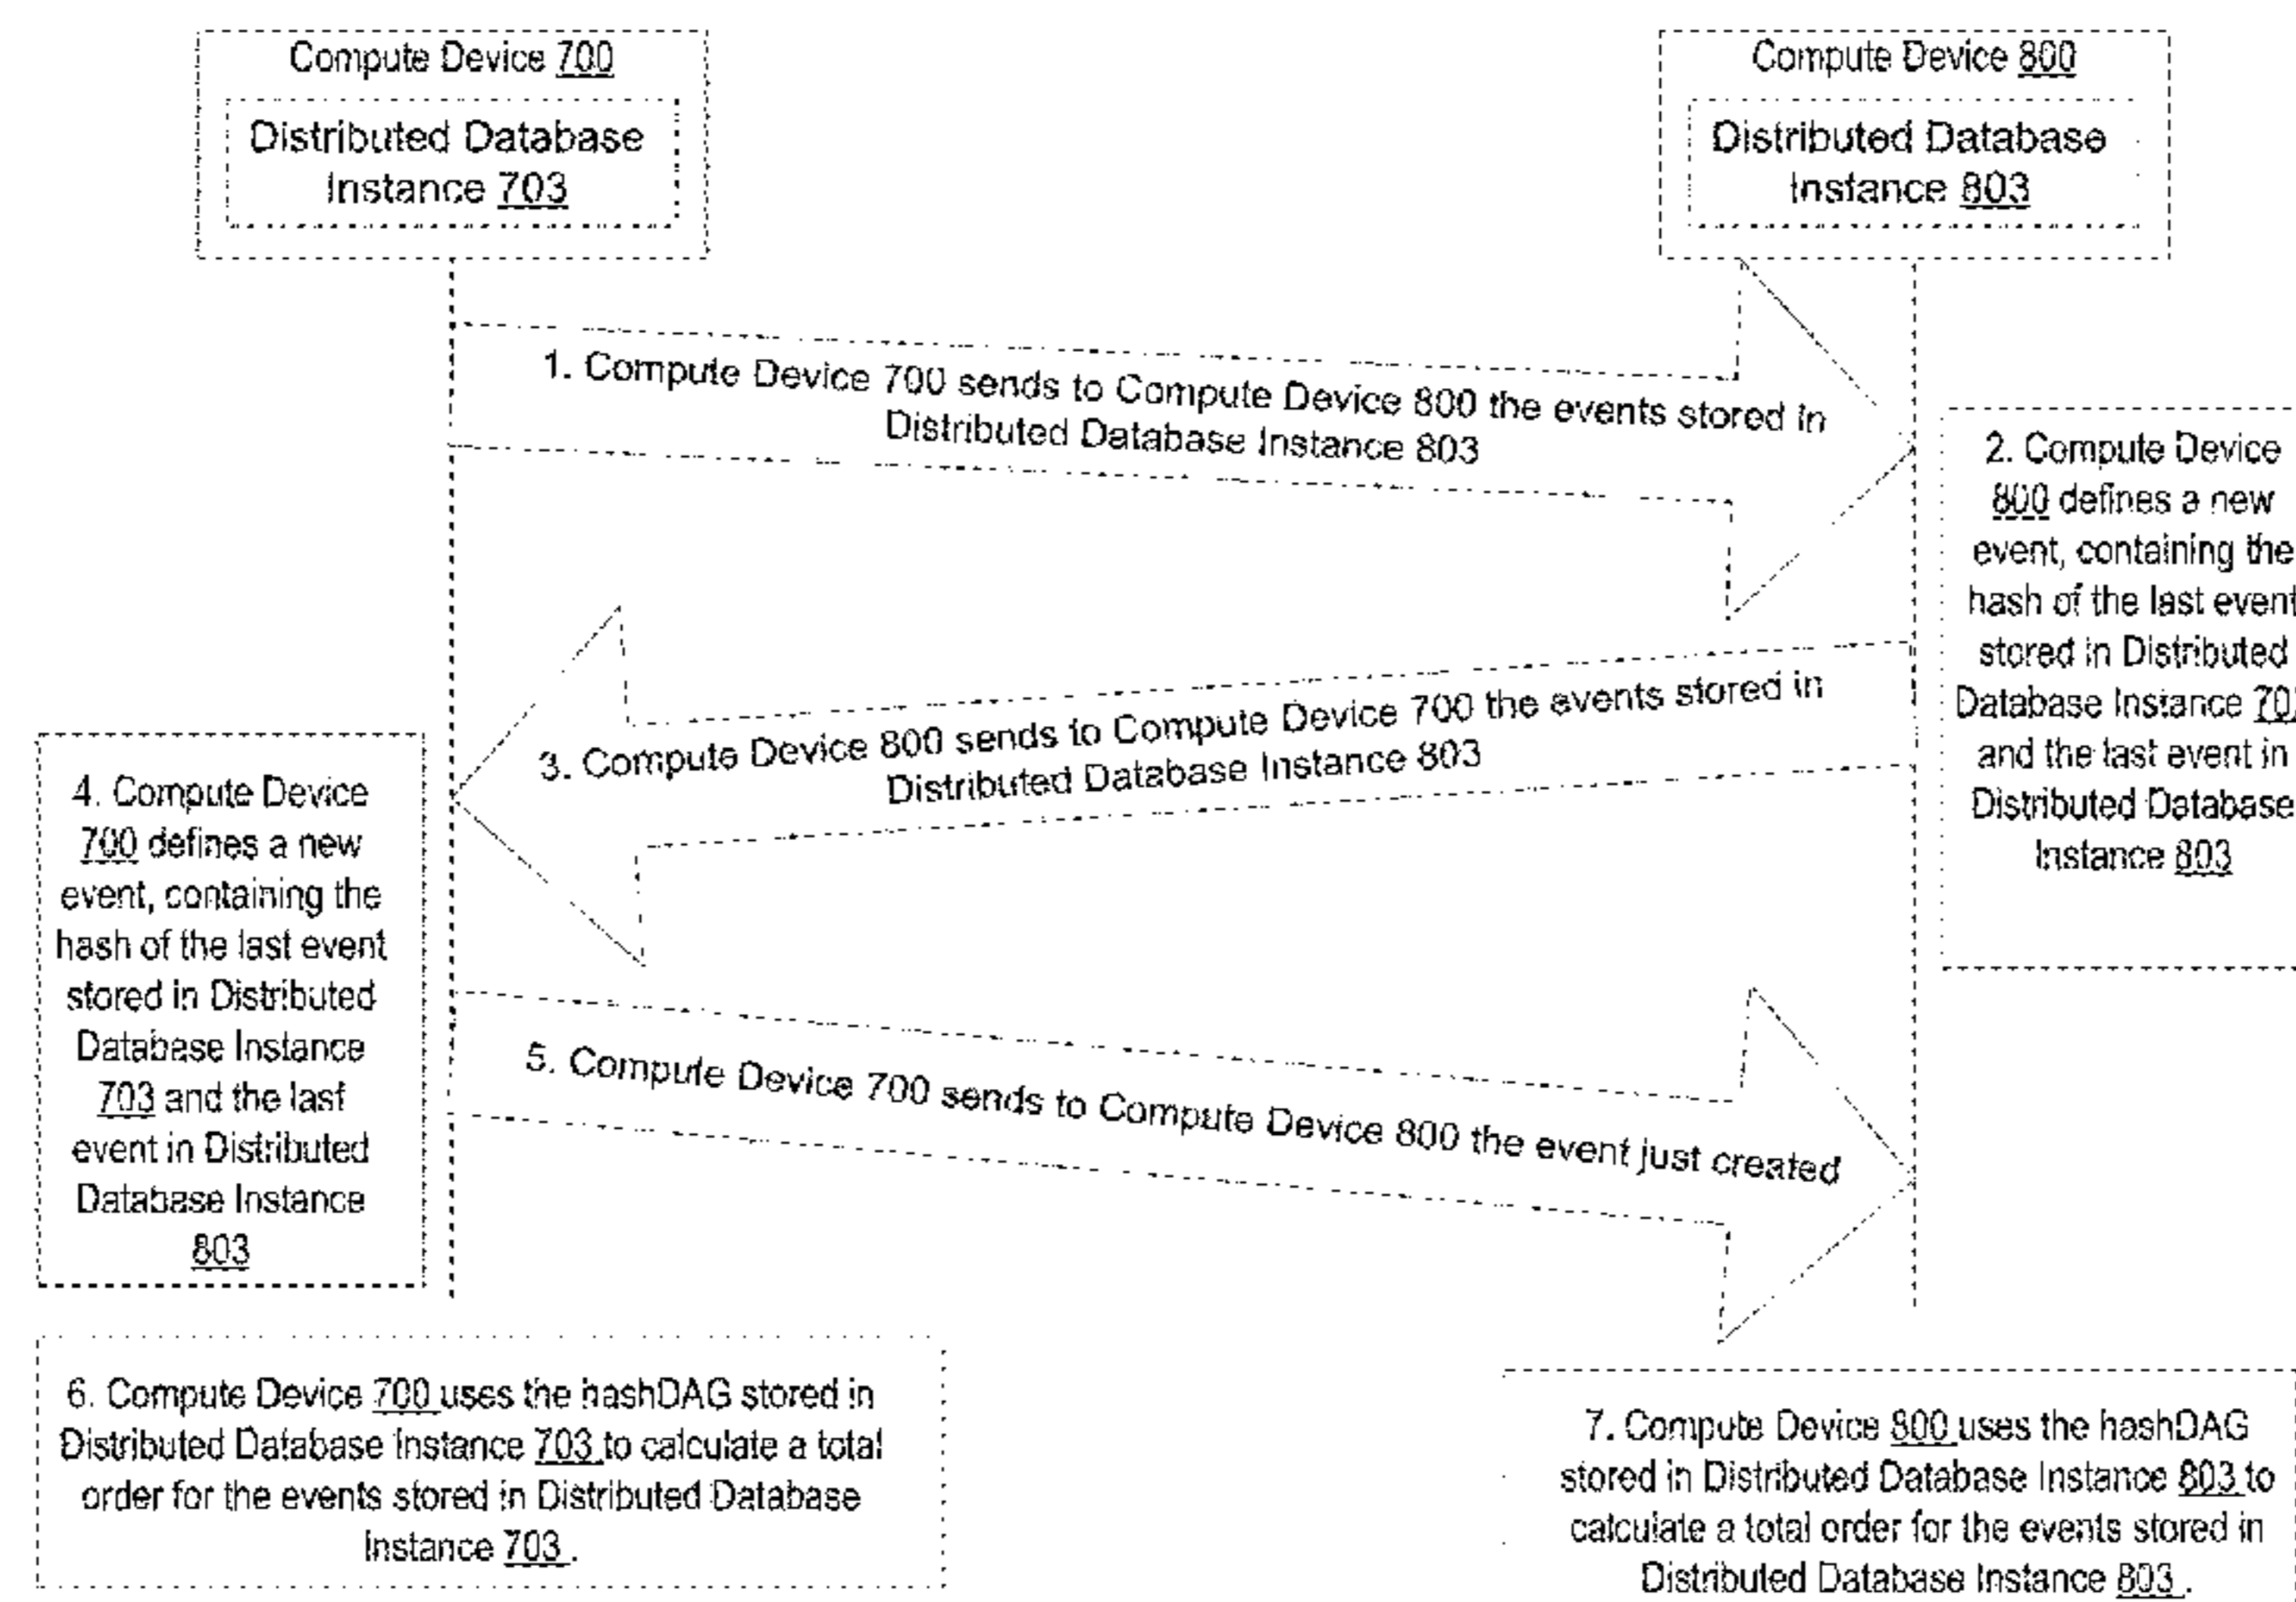 Compute Device 700
Distributed Database
Instance 703
Compute Device 800
Distributed Database
Instance 803
1. Compute Device 700 sends to Compute Device 800 the events stored in
Distributed Database Instance 803
2. Compute Device
800 defines a new
event, containing the
hash of the last event
stored in Distributed
Database Instance
and the last event in
Distributed Database
Instance 803
3. Compute Device 800 sends to Compute Device 700 the events stored in
Distributed Database Instance 803
4. Compute Device
700 defines a new
event, containing the
hash of the last event
stored in Distributed
Database Instance
703 and the last
event in Distributed
Database Instance
803
5. Compute Device 700 sends to Compute Device 800 the event just created
6. Compute Device 700 uses the hashDAG stored in
Distributed Database Instance 703 to calculate a total
order for the events stored in Distributed Database
Instance 703 .
7. Compute Device 800 uses the hashDAG
stored in Distributed Database Instance 803 to
calculate a total order for the events stored in
Distributed Database Instance 803 .